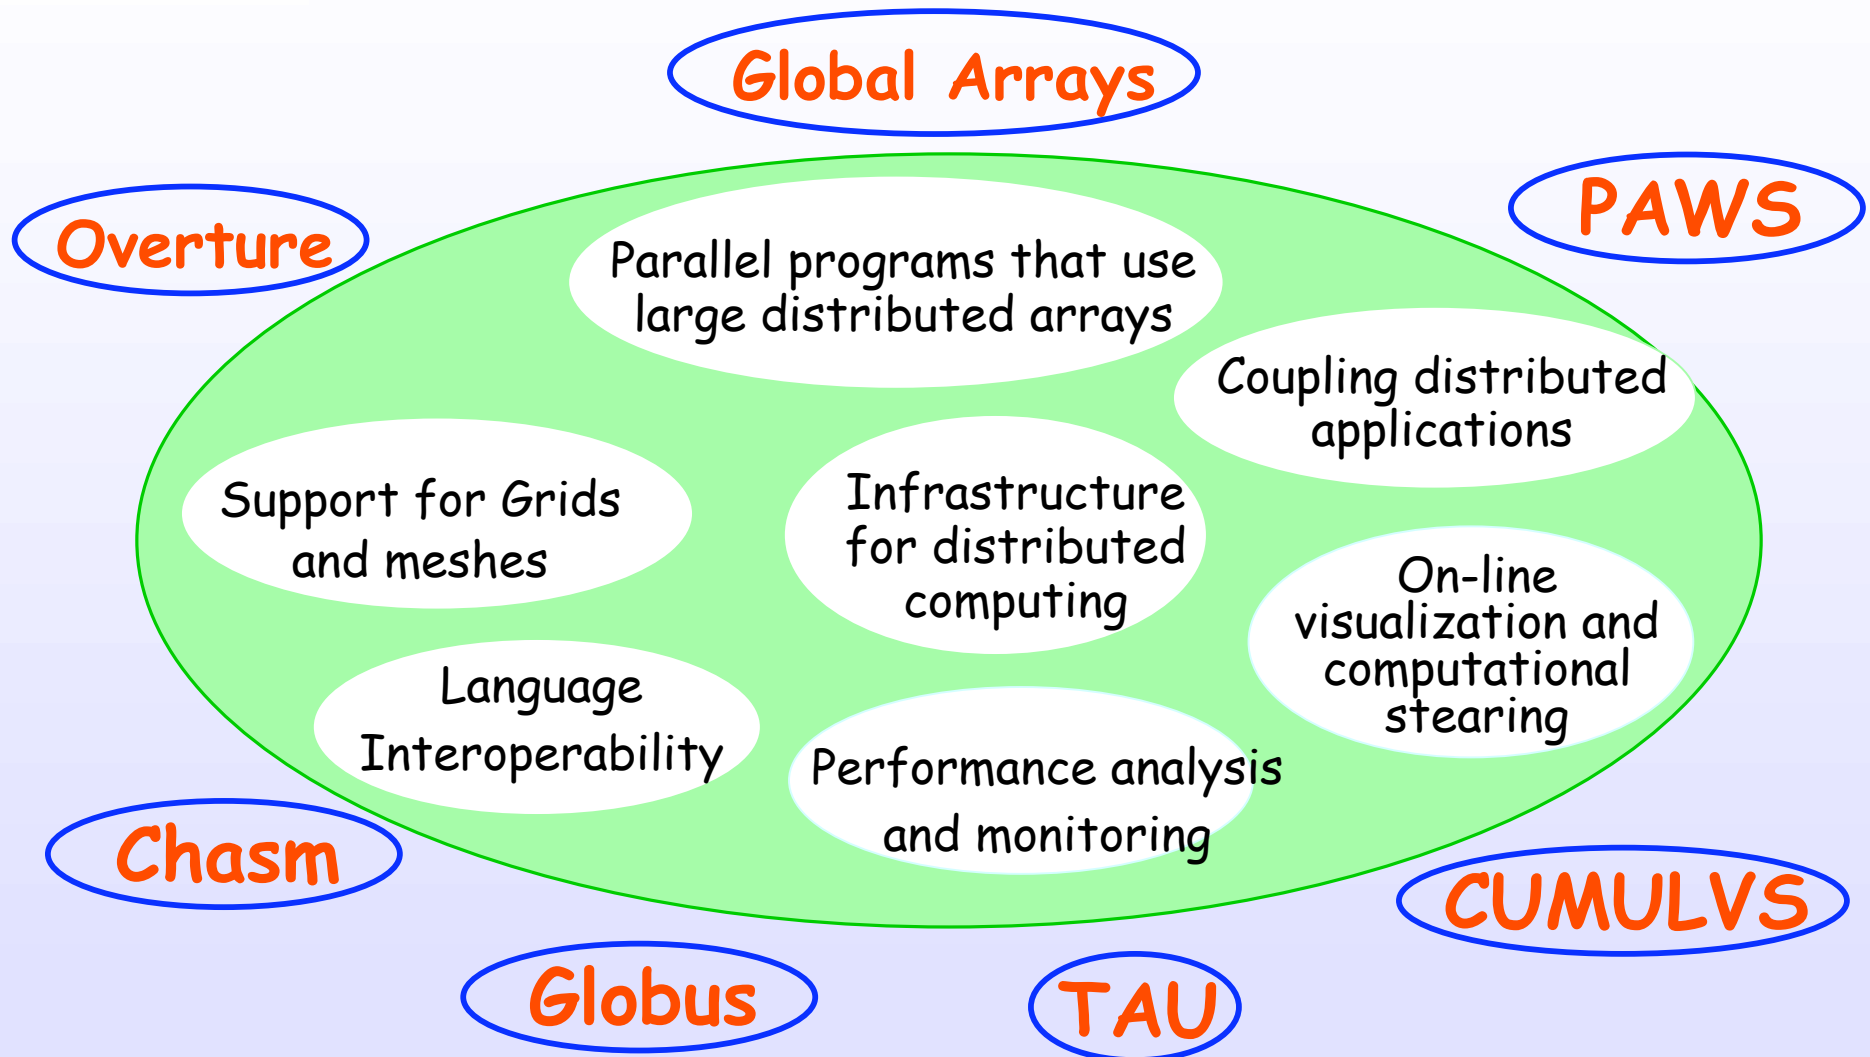 Global Arrays
PAWS
Overture
Parallel programs that use
large distributed arrays
Coupling distributed
applications
Support for Grids
and meshes
Infrastructure
for distributed
computing
On-line
visualization and
computational
stearing
Language
Interoperability
Performance analysis
and monitoring
Chasm
CUMULVS
Globus
TAU